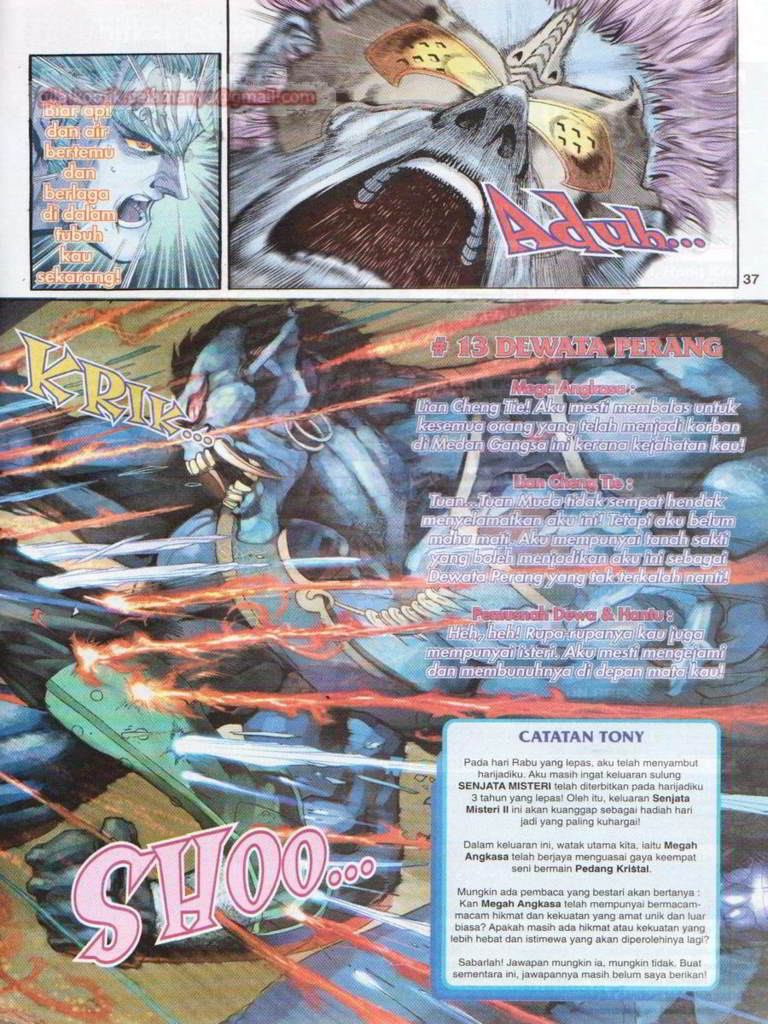 Biar api
dan air
bertemu
dan
berlaga
di dalam
tubuh
kau
sekarang!
Aduh...
37
KRIK...
# 13 DEWATA PERANG
Mega Angkasa :
Lian Cheng Tie! Aku mesti membalas untuk
kesemua orang yang telah menjadi korban
di Medan Gangsa ini kerana kejahatan kau!
Lian Cheng Tie :
Tuan...Tuan Muda tidak sempat hendak
menyelamatkan aku ini! Tetapi aku belum
mahu mati. Aku mempunyai tanah sakti
yang boleh menjadikan aku ini sebagai
Dewata Perang yang tak terkalah nanti!
Pemusnah Dewa & Hantu :
Heh, heh! Rupa-rupanya kau juga
mempunyai isteri. Aku mesti mengejami
dan membunuhnya di depan mata kau!
SHOO...
CATATAN TONY
Pada hari Rabu yang lepas, aku telah menyambut
harijadiku. Aku masih ingat keluaran sulung
SENJATA MISTERI telah diterbitkan pada harijadiku
3 tahun yang lepas! Oleh itu, keluaran Senjata
Misteri II ini akan kuanggap sebagai hadiah hari
jadi yang paling kuhargai!
Dalam keluaran ini, watak utama kita, iaitu Megah
Angkasa telah berjaya menguasai gaya keempat
seni bermain Pedang Kristal.
Mungkin ada pembaca yang bestari akan bertanya :
Kan Megah Angkasa telah mempunyai bermacam-
macam hikmat dan kekuatan yang amat unik dan luar
biasa? Apakah masih ada hikmat atau kekuatan yang
lebih hebat dan istimewa yang akan diperolehinya lagi?
Sabarlah! Jawapan mungkin ia, mungkin tidak. Buat
sementara ini, jawapannya masih belum saya berikan!